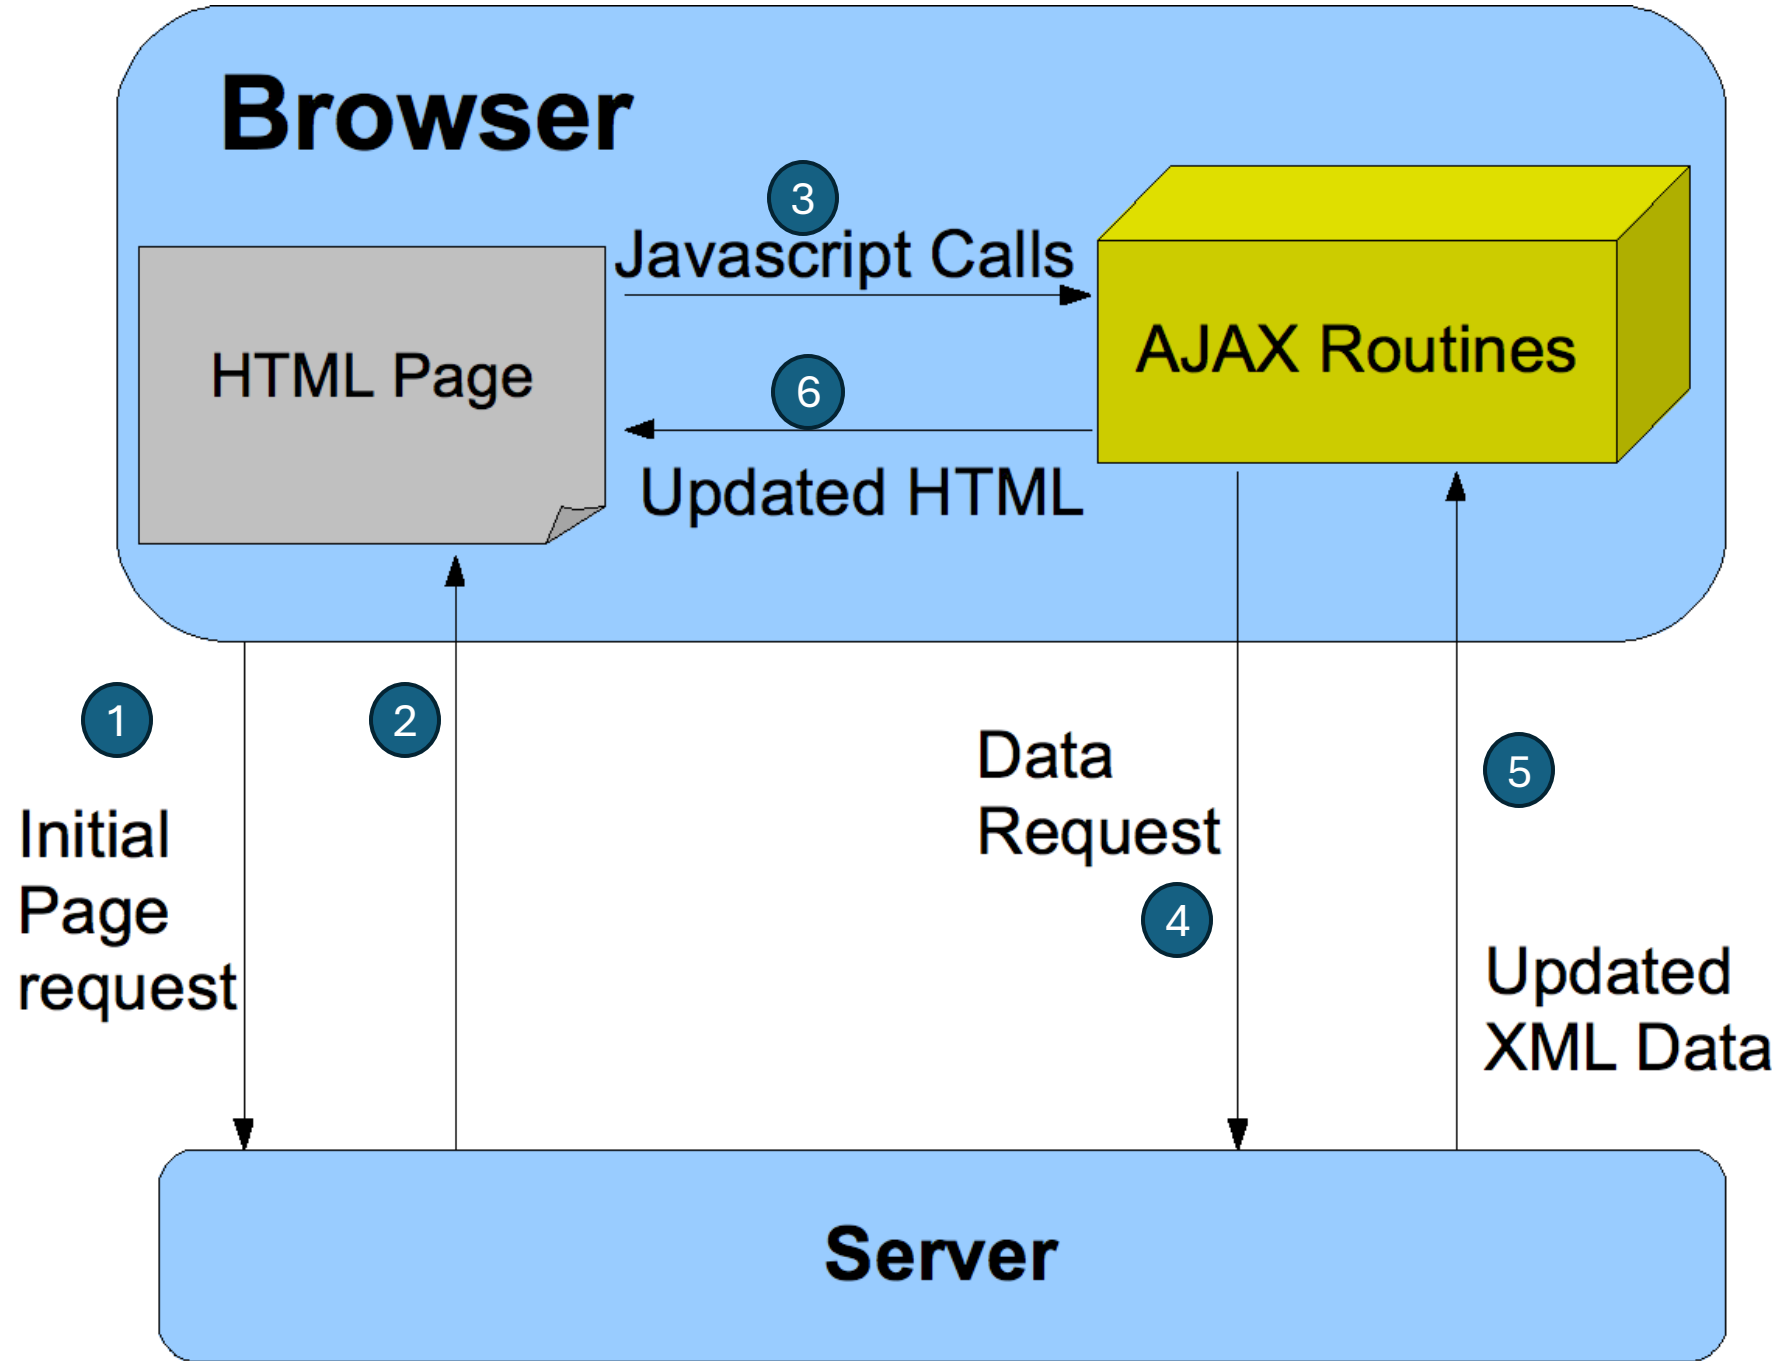 Browser
3
Javascript Calls
HTML Page
AJAX Routines
6
Updated HTML
1
2
Initial
Page
request
Data
Request
4
5
Updated
XML Data
Server